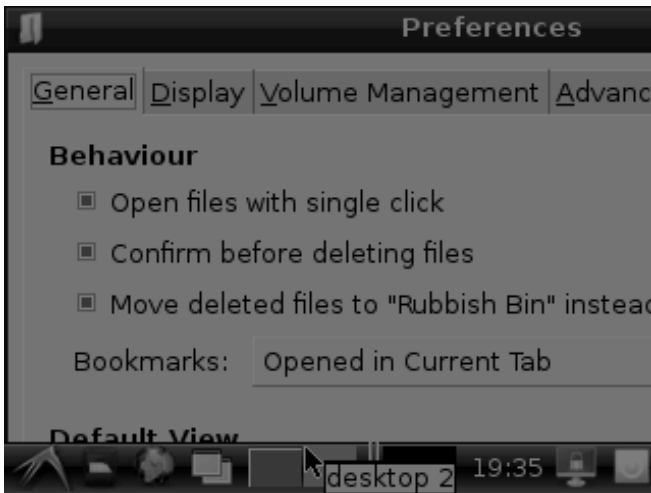 Preferences
General Display Volume Management Advanc
Behaviour
Open files with single click
Confirm before deleting files
Move deleted files to "Rubbish Bin" instead
Bookmarks: Opened in Current Tab
Default View
desktop 2 19:35